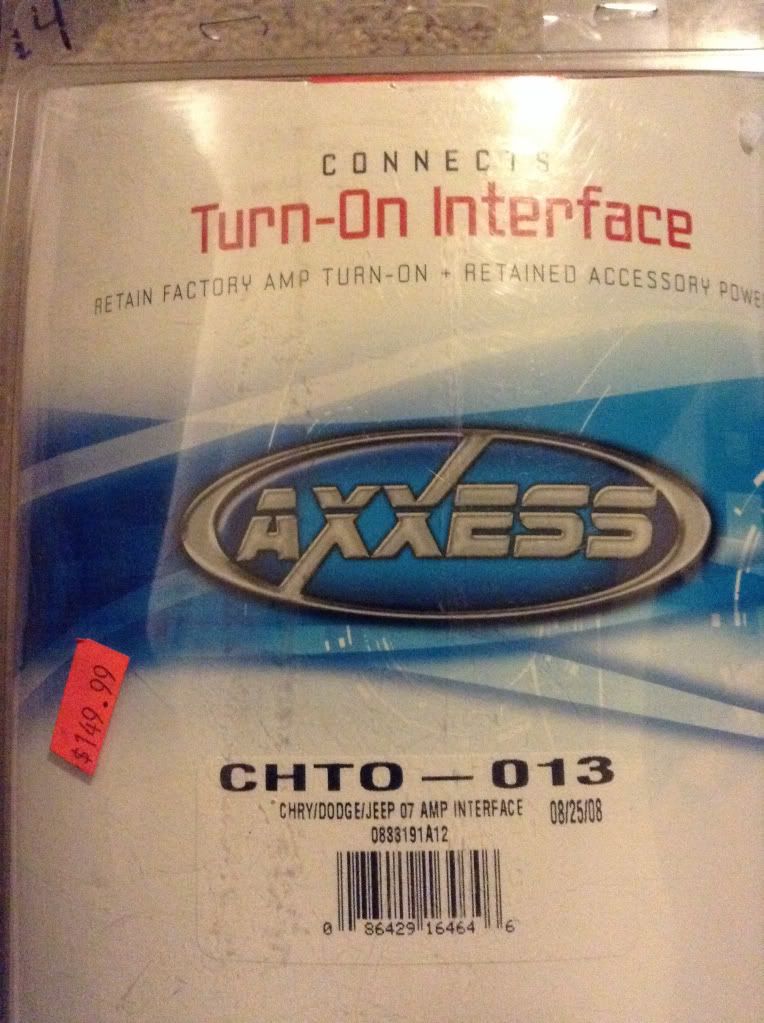 CONNECTS
Turn-On Interface
RETAIN FACTORY AMP TURN-ON + RETAINED ACCESSORY POWE
AXXESS
$149.99
CHTO - 013
CHRY/DODGE/JEEP 07 AMP INTERFACE 08/25/08
0833191A12
0 86429 16464 6